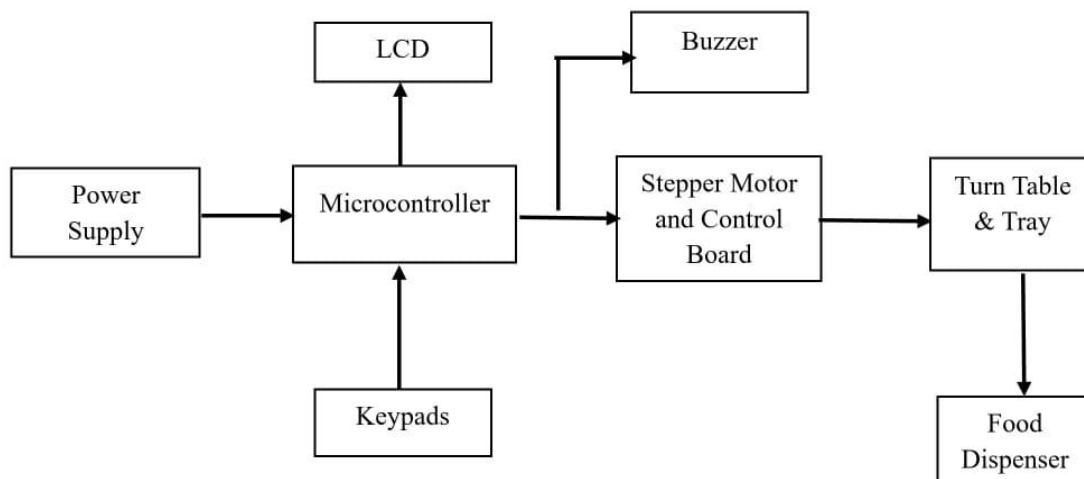 LCD
Buzzer
Power
Supply
Microcontroller
Stepper Motor
and Control
Board
Turn Table
& Tray
Keypads
Food
Dispenser